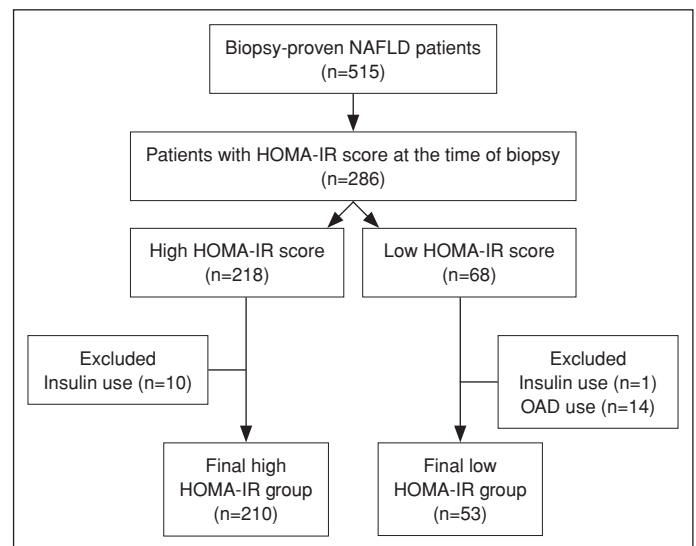 Biopsy-proven NAFLD patients
(n=515)
Patients with HOMA-IR score at the time of biopsy
(n=286)
High HOMA-IR score
(n=218)
Low HOMA-IR score
(n=68)
Excluded
Insulin use (n=10)
Excluded
Insulin use (n=1)
OAD use (n=14)
Final high
HOMA-IR group
(n=210)
Final low
HOMA-IR group
(n=53)